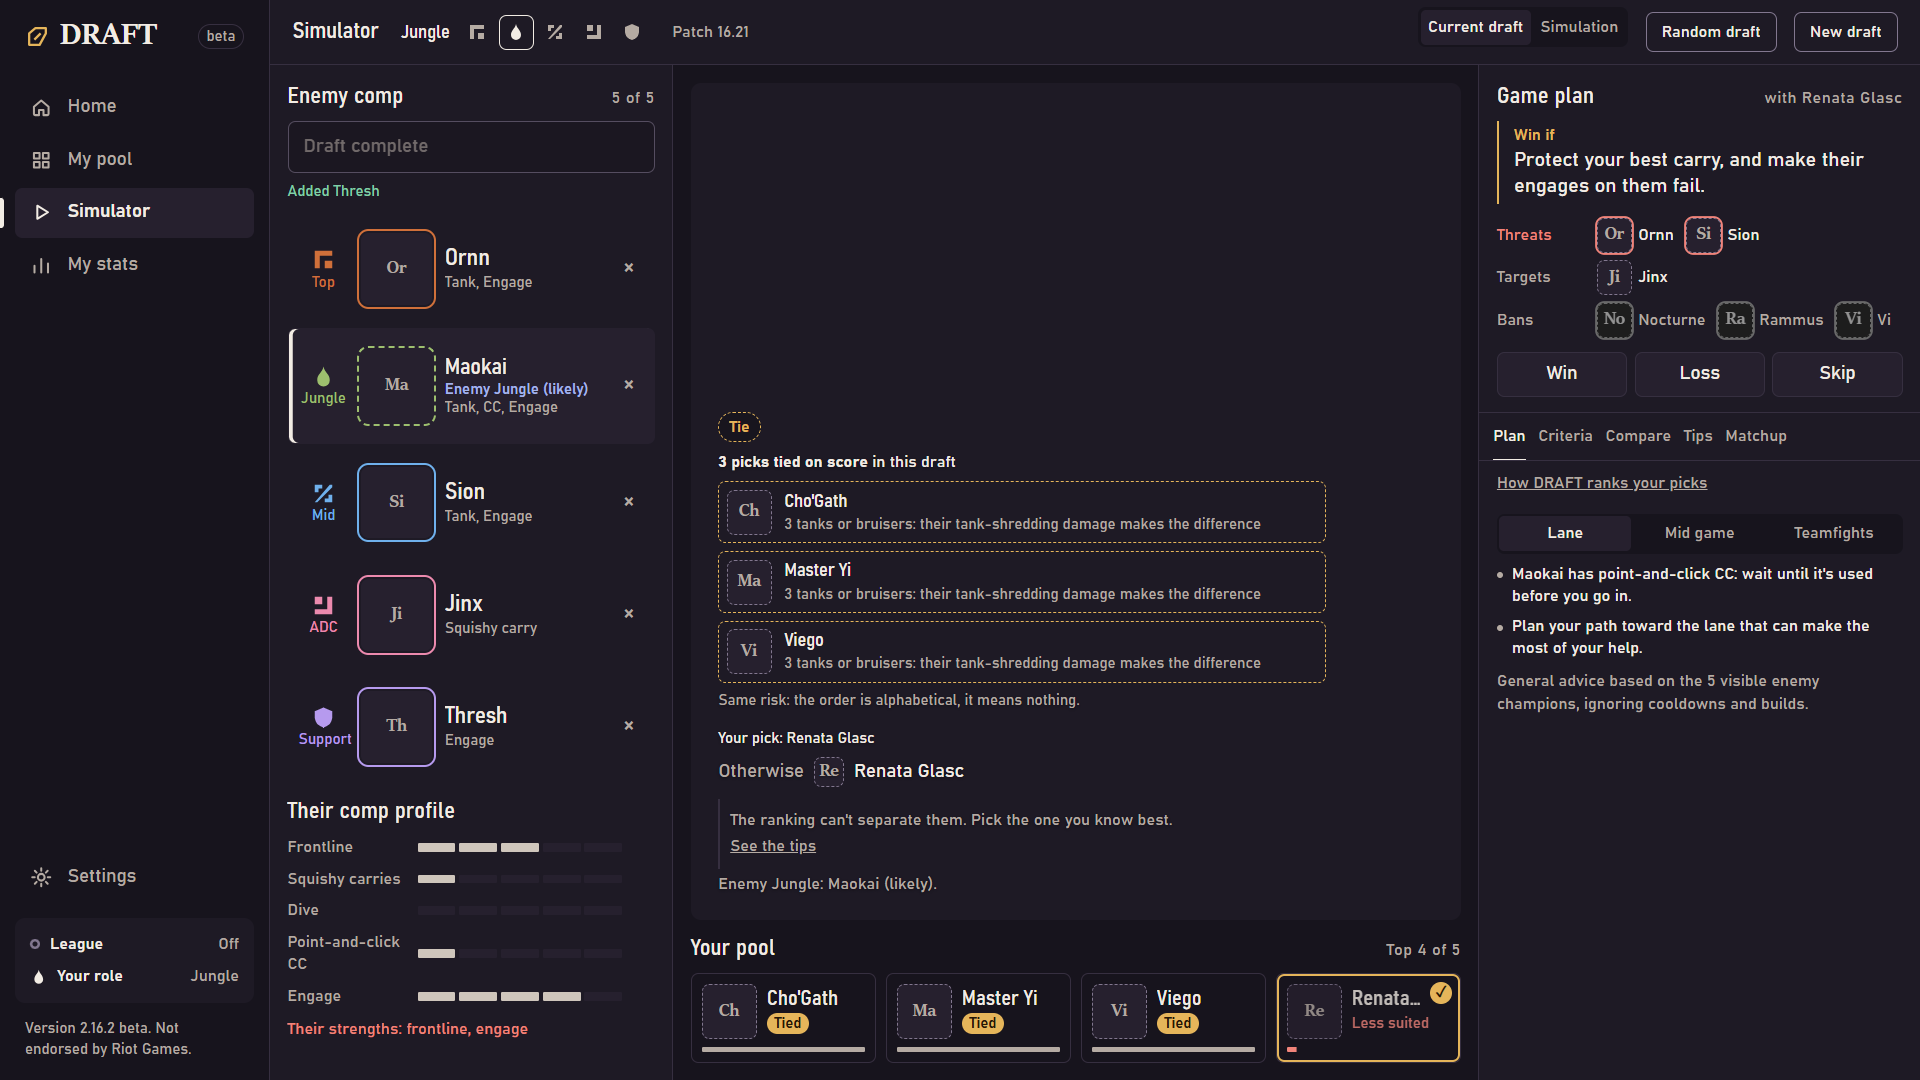 DRAFT
beta
Home
My pool
Simulator
My stats
Settings
League Off
Your role Jungle
Version 2.16.2 beta. Not
endorsed by Riot Games.
Simulator Jungle Patch 16.21
Current draft Simulation
Random draft
New draft
Enemy comp 5 of 5
Draft complete
Added Thresh
Top
Or
Ornn
Tank, Engage
×
Jungle
Ma
Maokai
Enemy Jungle (likely)
Tank, CC, Engage
×
Mid
Si
Sion
Tank, Engage
×
ADC
Ji
Jinx
Squishy carry
×
Support
Th
Thresh
Engage
×
Their comp profile
Frontline
Squishy carries
Dive
Point-and-click
CC
Engage
Their strengths: frontline, engage
Tie
3 picks tied on score in this draft
Ch
Cho'Gath
3 tanks or bruisers: their tank-shredding damage makes the difference
Ma
Master Yi
3 tanks or bruisers: their tank-shredding damage makes the difference
Vi
Viego
3 tanks or bruisers: their tank-shredding damage makes the difference
Same risk: the order is alphabetical, it means nothing.
Your pick: Renata Glasc
Otherwise Re Renata Glasc
The ranking can't separate them. Pick the one you know best.
See the tips
Enemy Jungle: Maokai (likely).
Your pool Top 4 of 5
Ch
Cho'Gath
Tied
Ma
Master Yi
Tied
Vi
Viego
Tied
Re
Renata...
Less suited
Game plan with Renata Glasc
Win if
Protect your best carry, and make their
engages on them fail.
Threats Or Ornn Si Sion
Targets Ji Jinx
Bans No Nocturne Ra Rammus Vi Vi
Win Loss Skip
Plan Criteria Compare Tips Matchup
How DRAFT ranks your picks
Lane Mid game Teamfights
• Maokai has point-and-click CC: wait until it's used
before you go in.
• Plan your path toward the lane that can make the
most of your help.
General advice based on the 5 visible enemy
champions, ignoring cooldowns and builds.